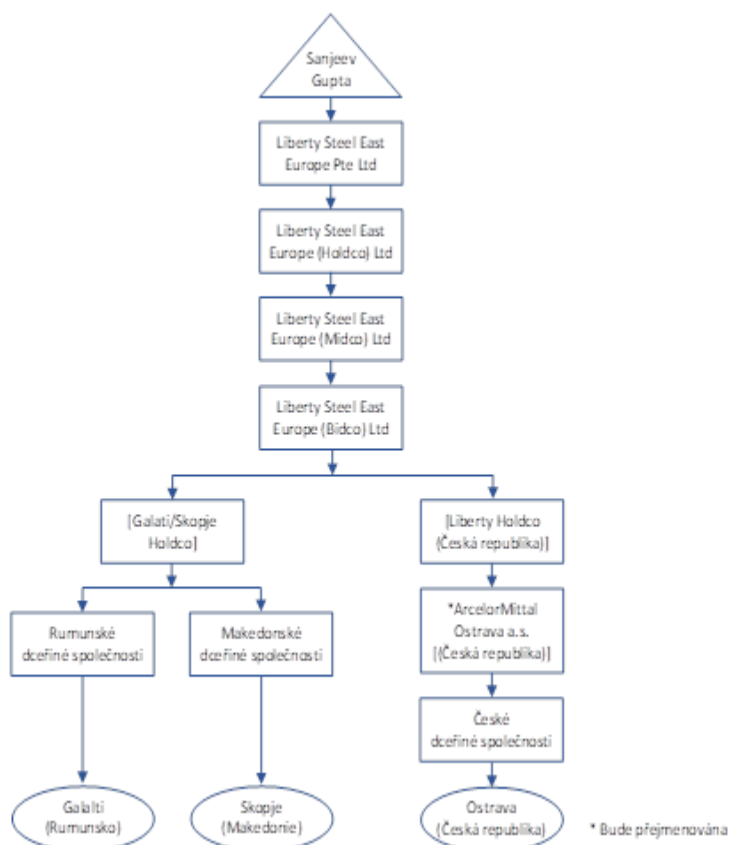 Sanjeev
Gupta
Liberty Steel East
Europe Pte Ltd
Liberty Steel East
Europe (Holdco) Ltd
Liberty Steel East
Europe (Midco) Ltd
Liberty Steel East
Europe (Bidco) Ltd
[Galati/Skopje
Holdco]
[Liberty Holdco
(Česká republika)]
Rumunské
dceřiné společnosti
Makedonské
dceřiné společnosti
*ArcelorMittal
Ostrava a.s.
[(Česká republika)]
České
dceřiné společnosti
Galalti
(Rumunsko)
Skopje
(Makedonie)
Ostrava
(Česká republika)
* Bude přejmenována